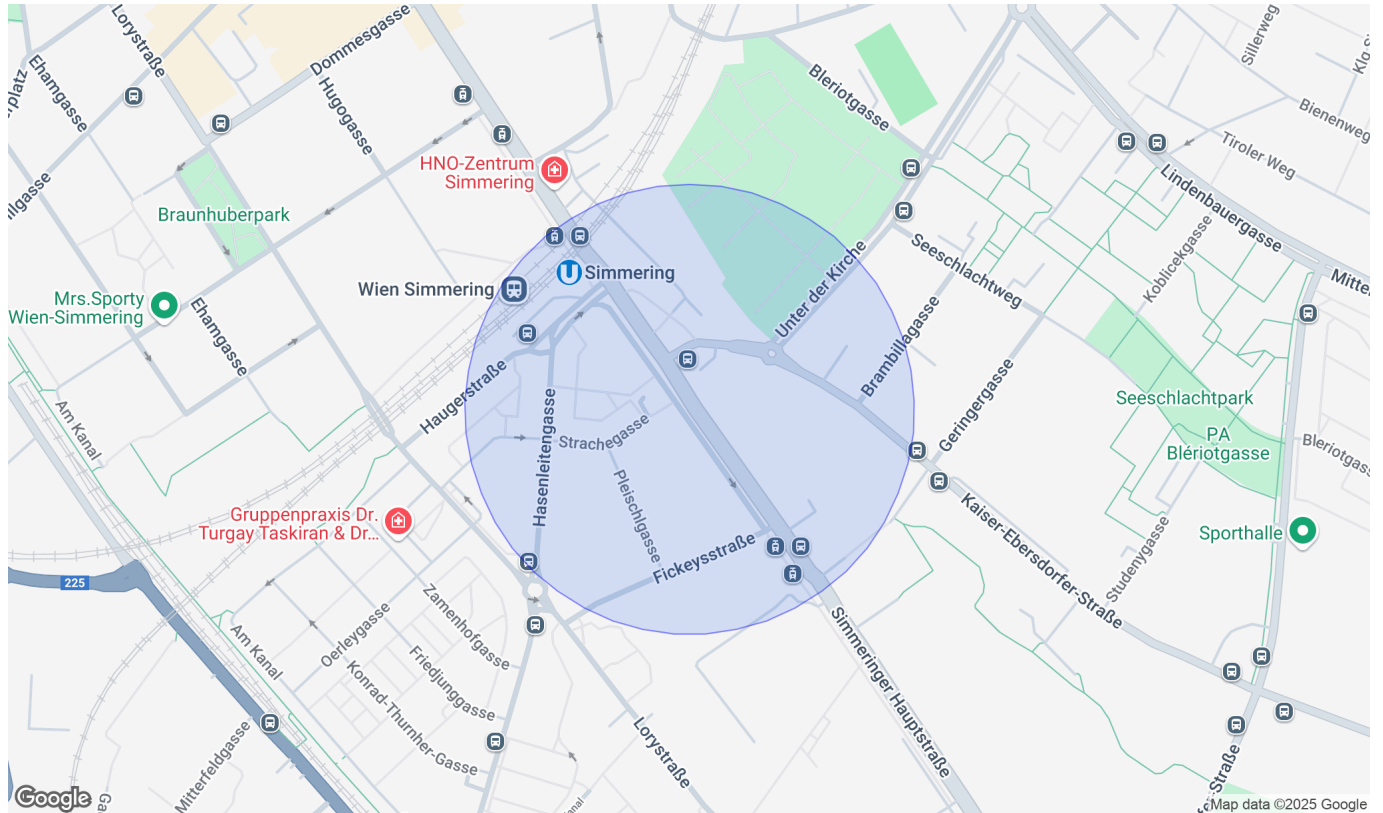 Lorystraße
Dommesgasse
Ehamgasse
Hugogasse
Bleriotgasse
Sillerweg
Bienenweg
Tiroler Weg
Lindenbauergasse
HNO-Zentrum
Simmering
Braunhuberpark
Seeschlachtweg
Koblicekgasse
Simmering
Wien Simmering
Unter der Kirche
Mrs.Sporty
Wien-Simmering
Ehamgasse
Brambillagasse
Haugerstraße
Geringergasse
Seeschlachtpark
PA
Blériotgasse
Am Kanal
Strachegasse
Hasenleitengasse
Pleischlgasse
Gruppenpraxis Dr.
Turgay Taskiran & Dr...
Kaiser-Ebersdorfer-Straße
Sporthalle
Fickeysstraße
Studenygasse
225
Zamenhofgasse
Oerleygasse
Am Kanal
Friedjunggasse
Konrad-Thurnher-Gasse
Simmeringer Hauptstraße
Lorystraße
Mitterfeldgasse
Google
Map data ©2025 Google